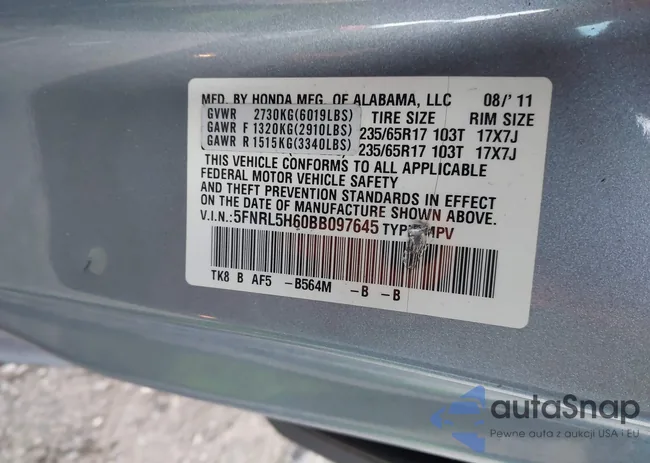 MFD. BY HONDA MFG. OF ALABAMA, LLC 08/'11
GVWR 2730KG(6019LBS) TIRE SIZE RIM SIZE
GAWR F 1320KG(2910LBS) 235/65R17 103T 17X7J
GAWR R 1515KG(3340LBS) 235/65R17 103T 17X7J
THIS VEHICLE CONFORMS TO ALL APPLICABLE
FEDERAL MOTOR VEHICLE SAFETY
AND THEFT PREVENTION STANDARDS IN EFFECT
ON THE DATE OF MANUFACTURE SHOWN ABOVE.
V.I.N.:5FNRL5H60BB097645 TYPE MPV
TK8 B AF5 -B564M -B -B
autaSnap
Pewne auta z aukcji USA · EU